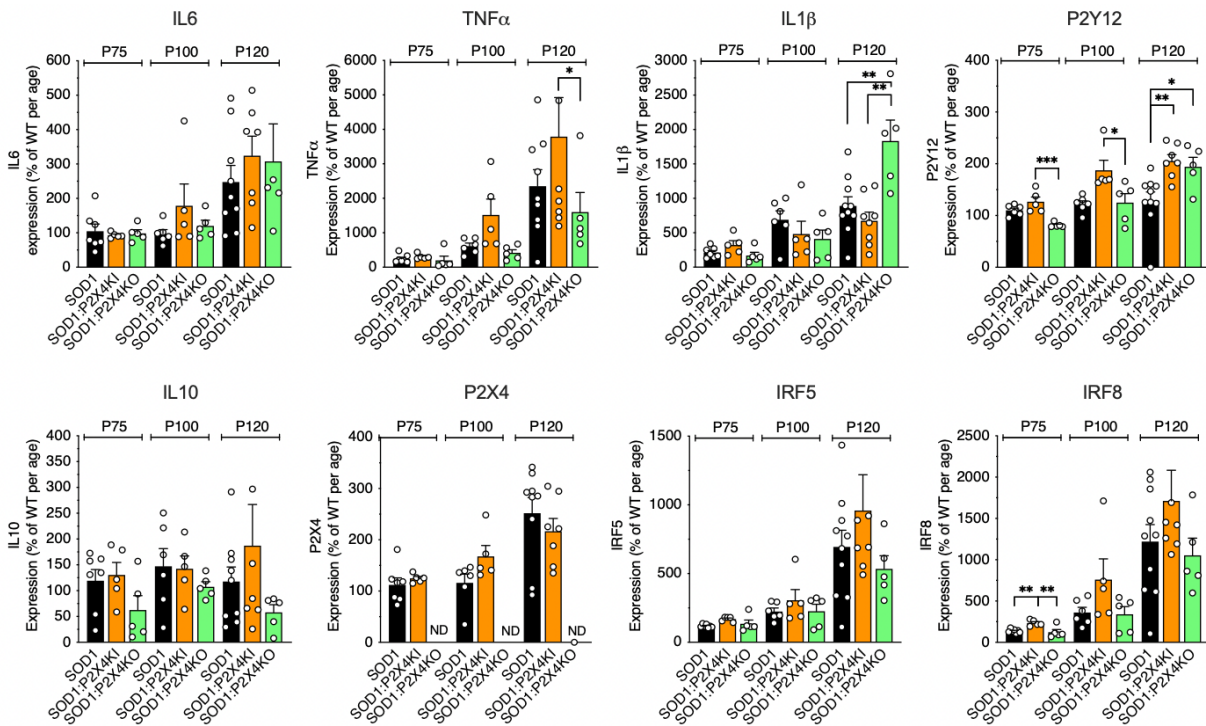 IL6
P75 P100 P120
IL6
expression (% of WT per age)
600
500
400
300
200
100
0
SOD1
SOD1:P2X4KI
SOD1:P2X4KO
SOD1
SOD1:P2X4KI
SOD1:P2X4KO
SOD1
SOD1:P2X4KI
SOD1:P2X4KO
TNFα
P75 P100 P120
TNFα
Expression (% of WT per age)
6000
5000
4000
3000
2000
1000
0
*
SOD1
SOD1:P2X4KI
SOD1:P2X4KO
SOD1
SOD1:P2X4KI
SOD1:P2X4KO
SOD1
SOD1:P2X4KI
SOD1:P2X4KO
IL1β
P75 P100 P120
IL1β
Expression (% of WT per age)
3000
2500
2000
1500
1000
500
0
**
**
SOD1
SOD1:P2X4KI
SOD1:P2X4KO
SOD1
SOD1:P2X4KI
SOD1:P2X4KO
SOD1
SOD1:P2X4KI
SOD1:P2X4KO
P2Y12
P75 P100 P120
P2Y12
Expression (% of WT per age)
400
300
200
100
0
***
*
*
**
SOD1
SOD1:P2X4KI
SOD1:P2X4KO
SOD1
SOD1:P2X4KI
SOD1:P2X4KO
SOD1
SOD1:P2X4KI
SOD1:P2X4KO
IL10
P75 P100 P120
IL10
Expression (% of WT per age)
400
350
300
250
200
150
100
50
0
SOD1
SOD1:P2X4KI
SOD1:P2X4KO
SOD1
SOD1:P2X4KI
SOD1:P2X4KO
SOD1
SOD1:P2X4KI
SOD1:P2X4KO
P2X4
P75 P100 P120
P2X4
Expression (% of WT per age)
400
300
200
100
0
ND ND ND
SOD1
SOD1:P2X4KI
SOD1:P2X4KO
SOD1
SOD1:P2X4KI
SOD1:P2X4KO
SOD1
SOD1:P2X4KI
SOD1:P2X4KO
IRF5
P75 P100 P120
IRF5
Expression (% of WT per age)
1500
1000
500
0
SOD1
SOD1:P2X4KI
SOD1:P2X4KO
SOD1
SOD1:P2X4KI
SOD1:P2X4KO
SOD1
SOD1:P2X4KI
SOD1:P2X4KO
IRF8
P75 P100 P120
IRF8
Expression (% of WT per age)
2500
2000
1500
1000
500
0
** **
SOD1
SOD1:P2X4KI
SOD1:P2X4KO
SOD1
SOD1:P2X4KI
SOD1:P2X4KO
SOD1
SOD1:P2X4KI
SOD1:P2X4KO